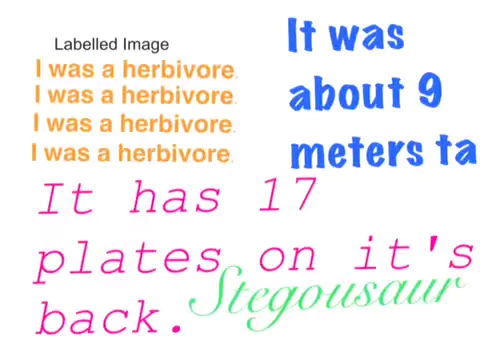 Labelled Image
I was a herbivore.
I was a herbivore.
I was a herbivore.
I was a herbivore.
It was
about 9
meters ta
It has 17
plates on it's
back.
Stegousaur